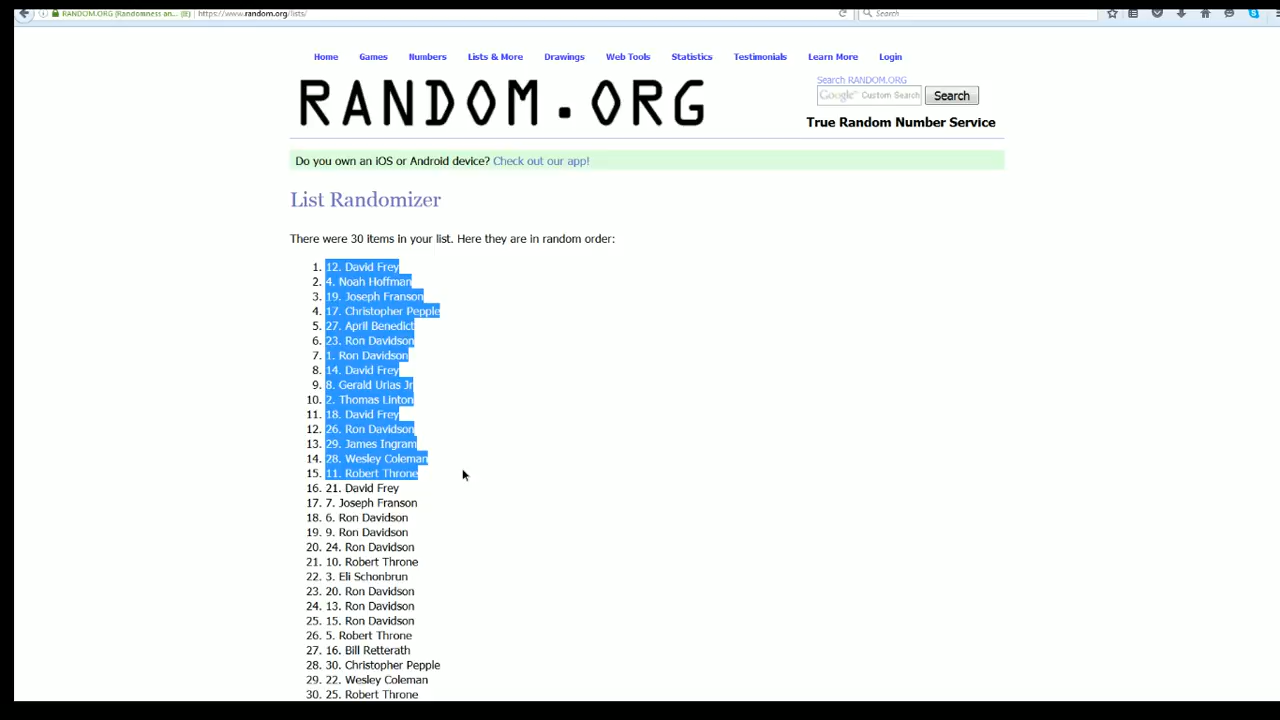 RANDOM.ORG (Randomness an... (IE) https://www.random.org/lists/ Search
Home Games Numbers Lists & More Drawings Web Tools Statistics Testimonials Learn More Login
RANDOM.ORG
Search RANDOM.ORG
Google™ Custom Search Search
True Random Number Service
Do you own an iOS or Android device? Check out our app!
List Randomizer
There were 30 items in your list. Here they are in random order:
1. 12. David Frey
2. 4. Noah Hoffman
3. 19. Joseph Franson
4. 17. Christopher Pepple
5. 27. April Benedict
6. 23. Ron Davidson
7. 1. Ron Davidson
8. 14. David Frey
9. 8. Gerald Urias Jr
10. 2. Thomas Linton
11. 18. David Frey
12. 26. Ron Davidson
13. 29. James Ingram
14. 28. Wesley Coleman
15. 11. Robert Throne
16. 21. David Frey
17. 7. Joseph Franson
18. 6. Ron Davidson
19. 9. Ron Davidson
20. 24. Ron Davidson
21. 10. Robert Throne
22. 3. Eli Schonbrun
23. 20. Ron Davidson
24. 13. Ron Davidson
25. 15. Ron Davidson
26. 5. Robert Throne
27. 16. Bill Retterath
28. 30. Christopher Pepple
29. 22. Wesley Coleman
30. 25. Robert Throne